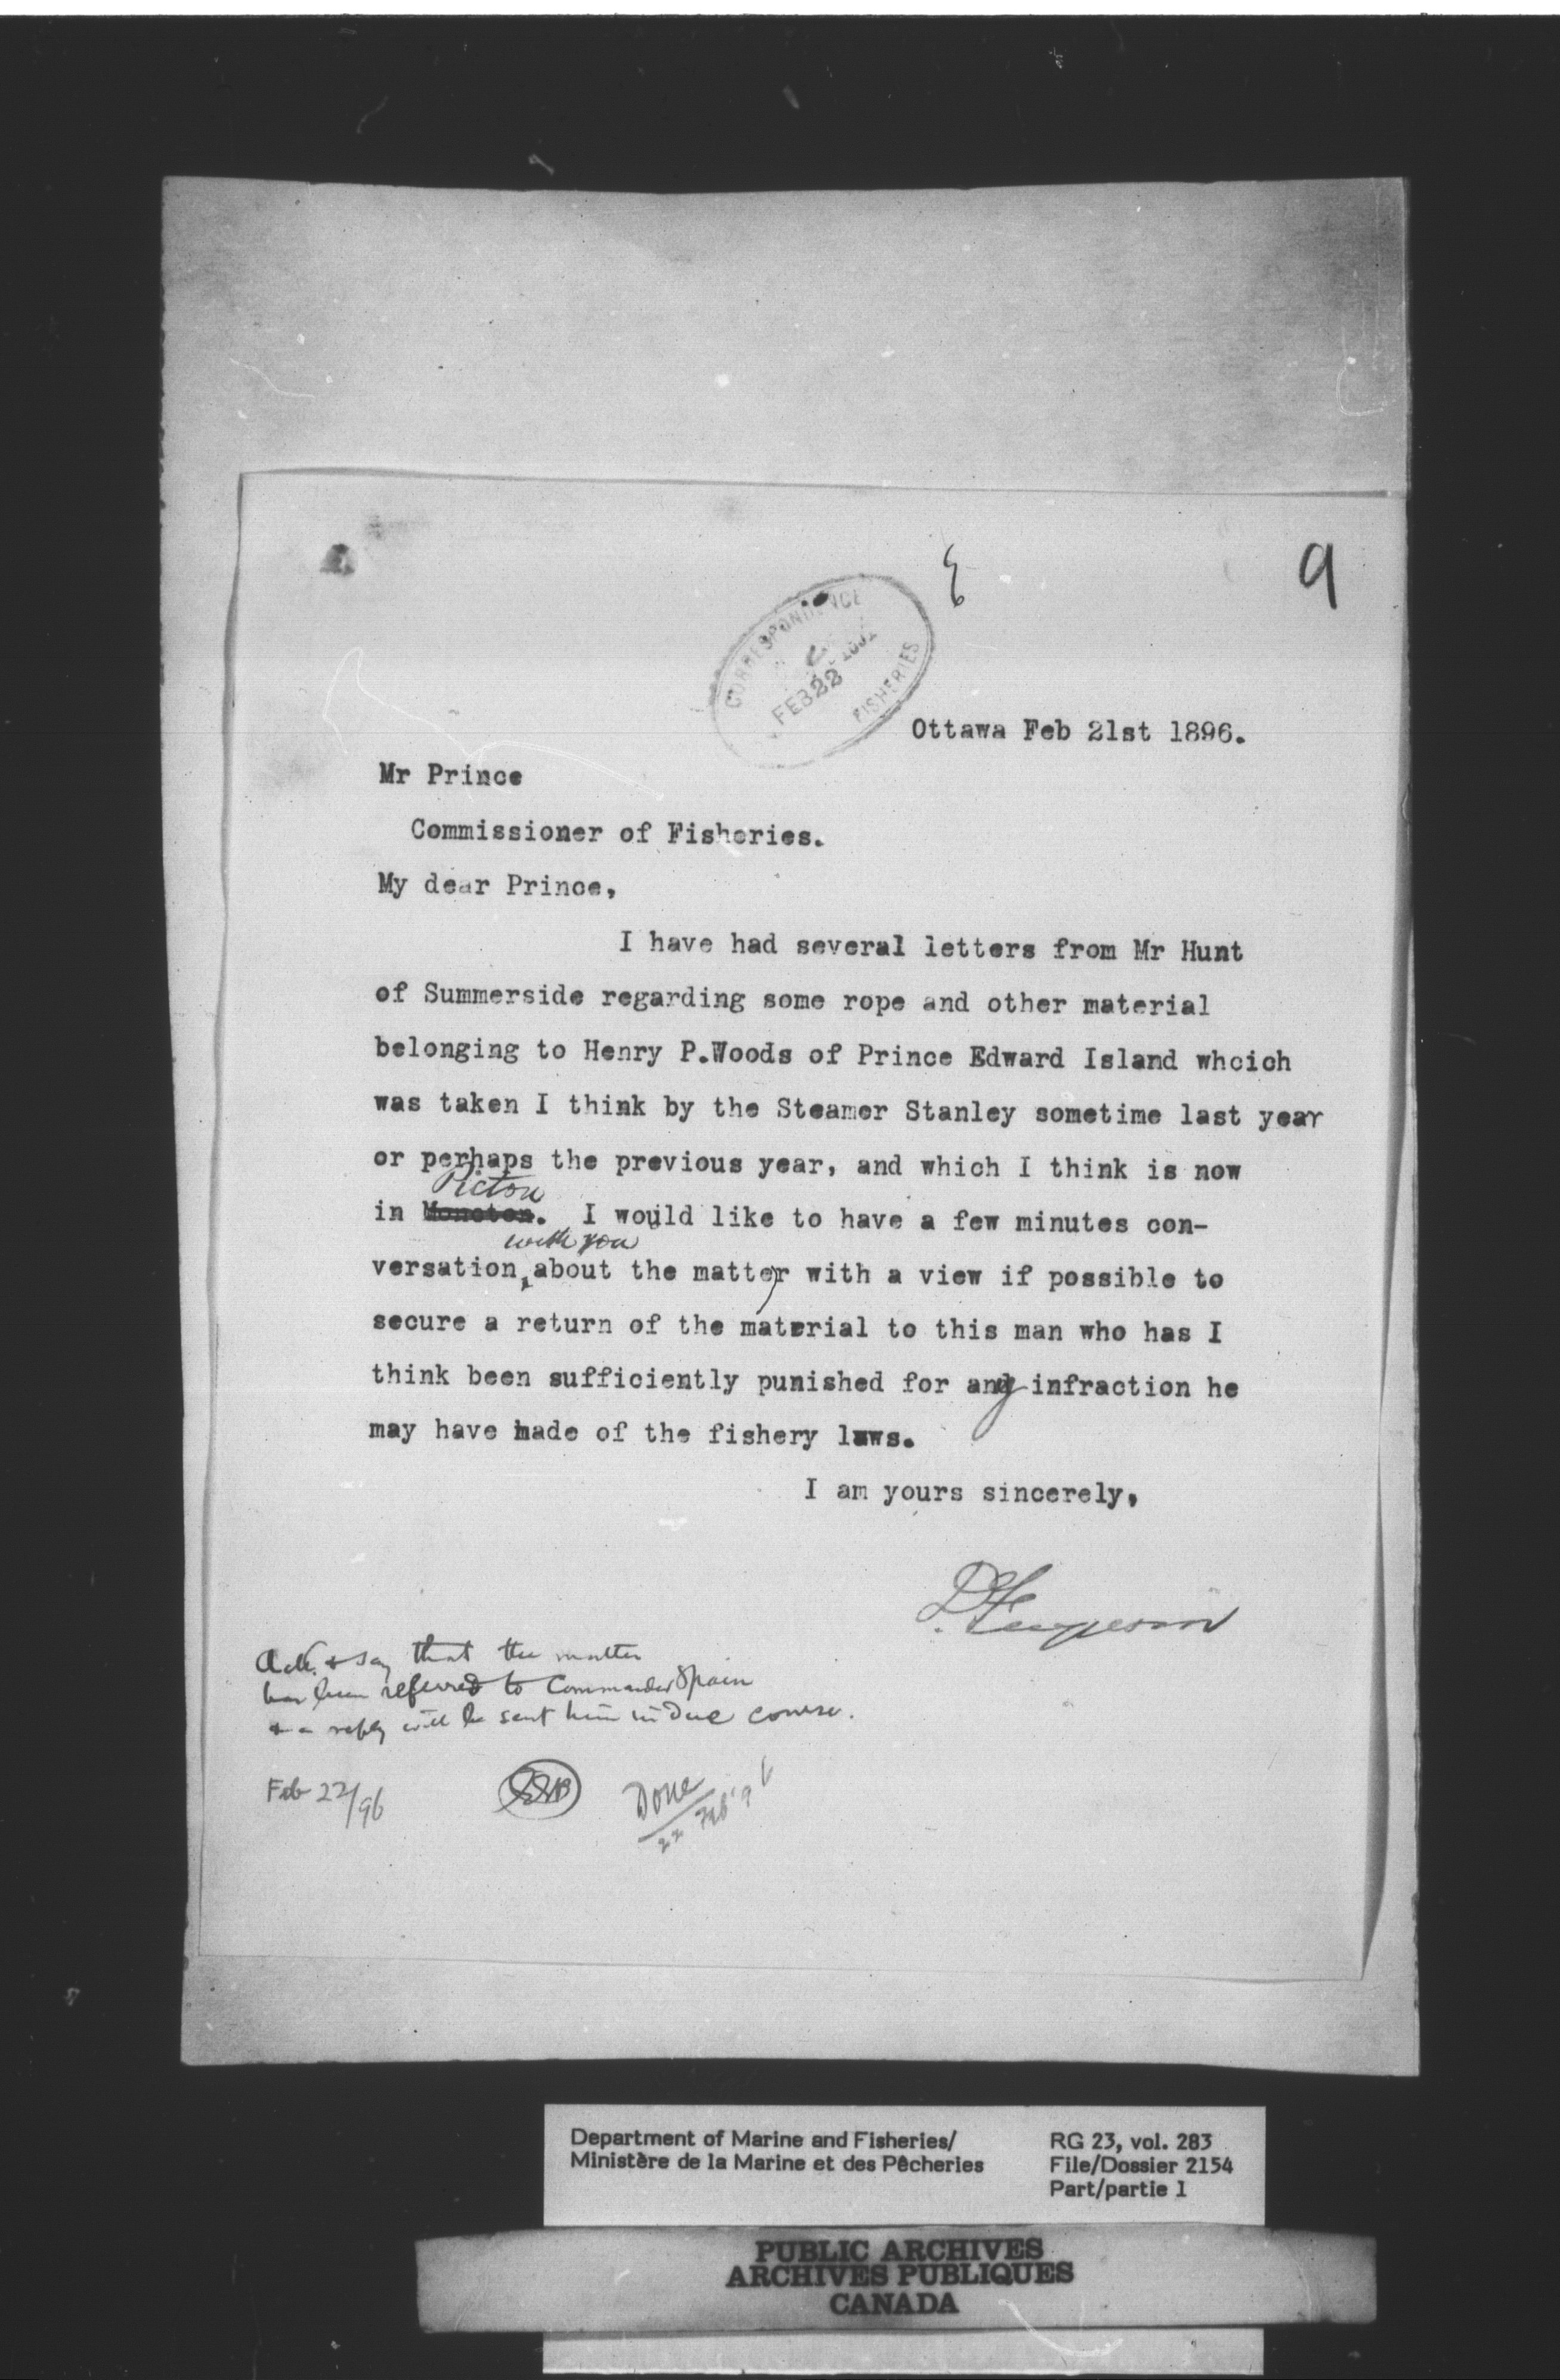 9
CORRESPONDENCE
FEB 22
FISHERIES
Ottawa Feb 21st 1896.
Mr Prince
Commissioner of Fisheries.
My dear Prince,
I have had several letters from Mr Hunt
of Summerside regarding some rope and other material
belonging to Henry P.Woods of Prince Edward Island whcich
was taken I think by the Steamer Stanley sometime last year
or perhaps the previous year, and which I think is now
Pictou
in Moncton. I would like to have a few minutes con-
with you
versation about the matter with a view if possible to
secure a return of the material to this man who has I
think been sufficiently punished for any infraction he
may have made of the fishery laws.
I am yours sincerely,
D Ferguson
Ack. & say that the matter
has been referred to Commander Spain
& a reply will be sent him in due course.
Feb 22/96
Done
22 Feb '96
Department of Marine and Fisheries/
Ministère de la Marine et des Pêcheries
RG 23, vol. 283
File/Dossier 2154
Part/partie 1
PUBLIC ARCHIVES
ARCHIVES PUBLIQUES
CANADA